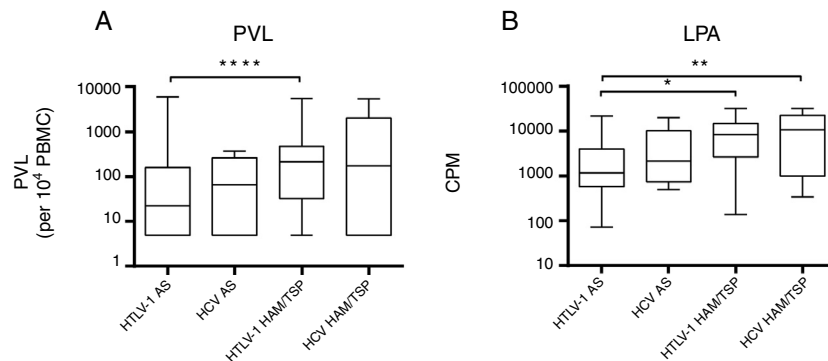 A
PVL
PVL
(per 10⁴ PBMC)
10000
1000
100
10
1
****
HTLV-1 AS
HCV AS
HTLV-1 HAM/TSP
HCV HAM/TSP
B
LPA
CPM
100000
10000
1000
100
10
**
*
HTLV-1 AS
HCV AS
HTLV-1 HAM/TSP
HCV HAM/TSP